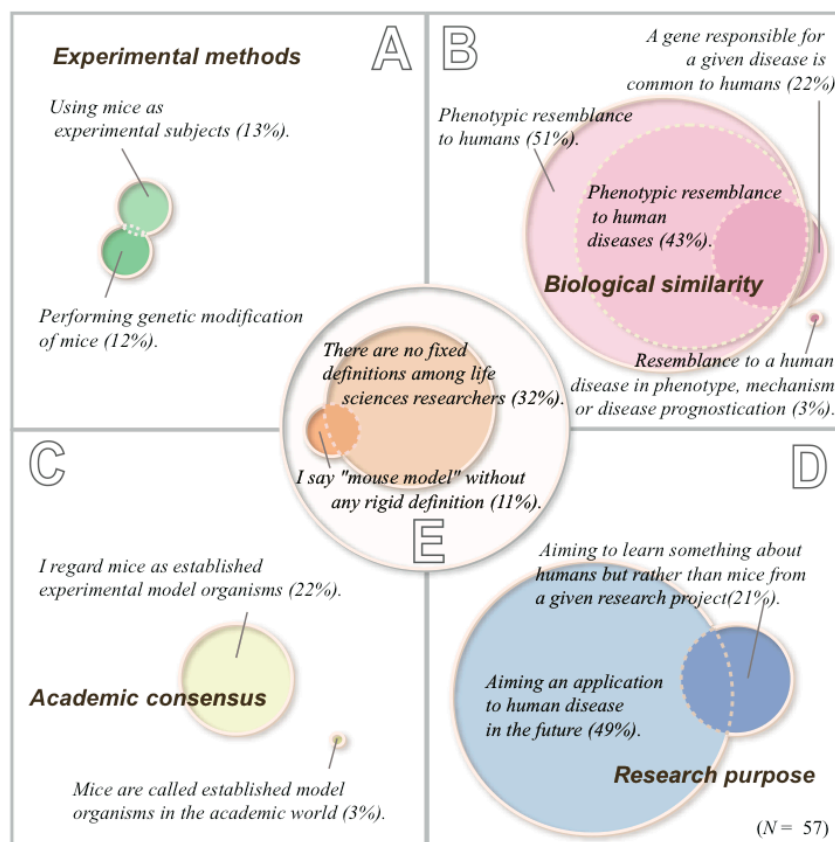 Experimental methods
A
Using mice as
experimental subjects (13%).
Performing genetic modification
of mice (12%).
B
A gene responsible for
a given disease is
common to humans (22%)
Phenotypic resemblance
to humans (51%).
Phenotypic resemblance
to human
diseases (43%).
Biological similarity
Resemblance to a human
disease in phenotype, mechanism
or disease prognostication (3%).
There are no fixed
definitions among life
sciences researchers (32%).
I say "mouse model" without
any rigid definition (11%).
E
C
I regard mice as established
experimental model organisms (22%).
Academic consensus
Mice are called established model
organisms in the academic world (3%).
D
Aiming to learn something about
humans but rather than mice from
a given research project(21%).
Aiming an application
to human disease
in the future (49%).
Research purpose
(N = 57)